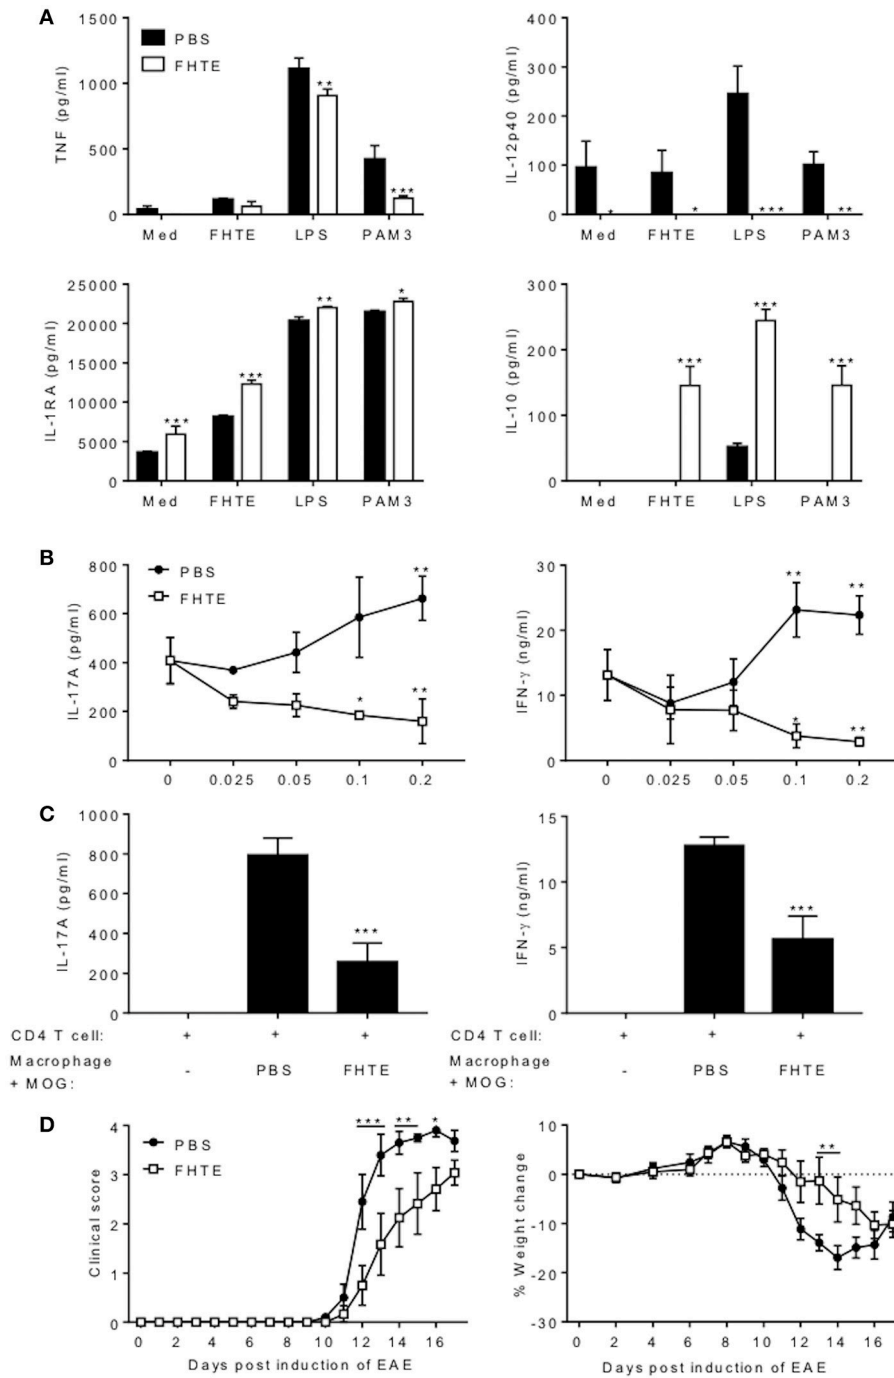 A
PBS
FHTE
TNF (pg/ml)
1500
1000
500
0
** ***
Med FHTE LPS PAM3
IL-12p40 (pg/ml)
400
300
200
100
0
* * *** **
Med FHTE LPS PAM3
IL-1RA (pg/ml)
25000
20000
15000
10000
5000
0
*** *** ** *
Med FHTE LPS PAM3
IL-10 (pg/ml)
300
200
100
0
*** *** ***
Med FHTE LPS PAM3
B
PBS
FHTE
IL-17A (pg/ml)
800
600
400
200
0
**
* **
0 0.025 0.05 0.1 0.2
IFN-γ (ng/ml)
30
20
10
0
** **
* **
0 0.025 0.05 0.1 0.2
C
IL-17A (pg/ml)
1000
800
600
400
200
0
***
CD4 T cell: + + +
Macrophage
+ MOG: - PBS FHTE
IFN-γ (ng/ml)
15
10
5
0
***
CD4 T cell: + + +
Macrophage
+ MOG: - PBS FHTE
D
PBS
FHTE
Clinical score
4
3
2
1
0
*** ** *
0 2 4 6 8 10 12 14 16
Days post induction of EAE
% Weight change
10
0
-10
-20
-30
**
0 2 4 6 8 10 12 14 16
Days post induction of EAE